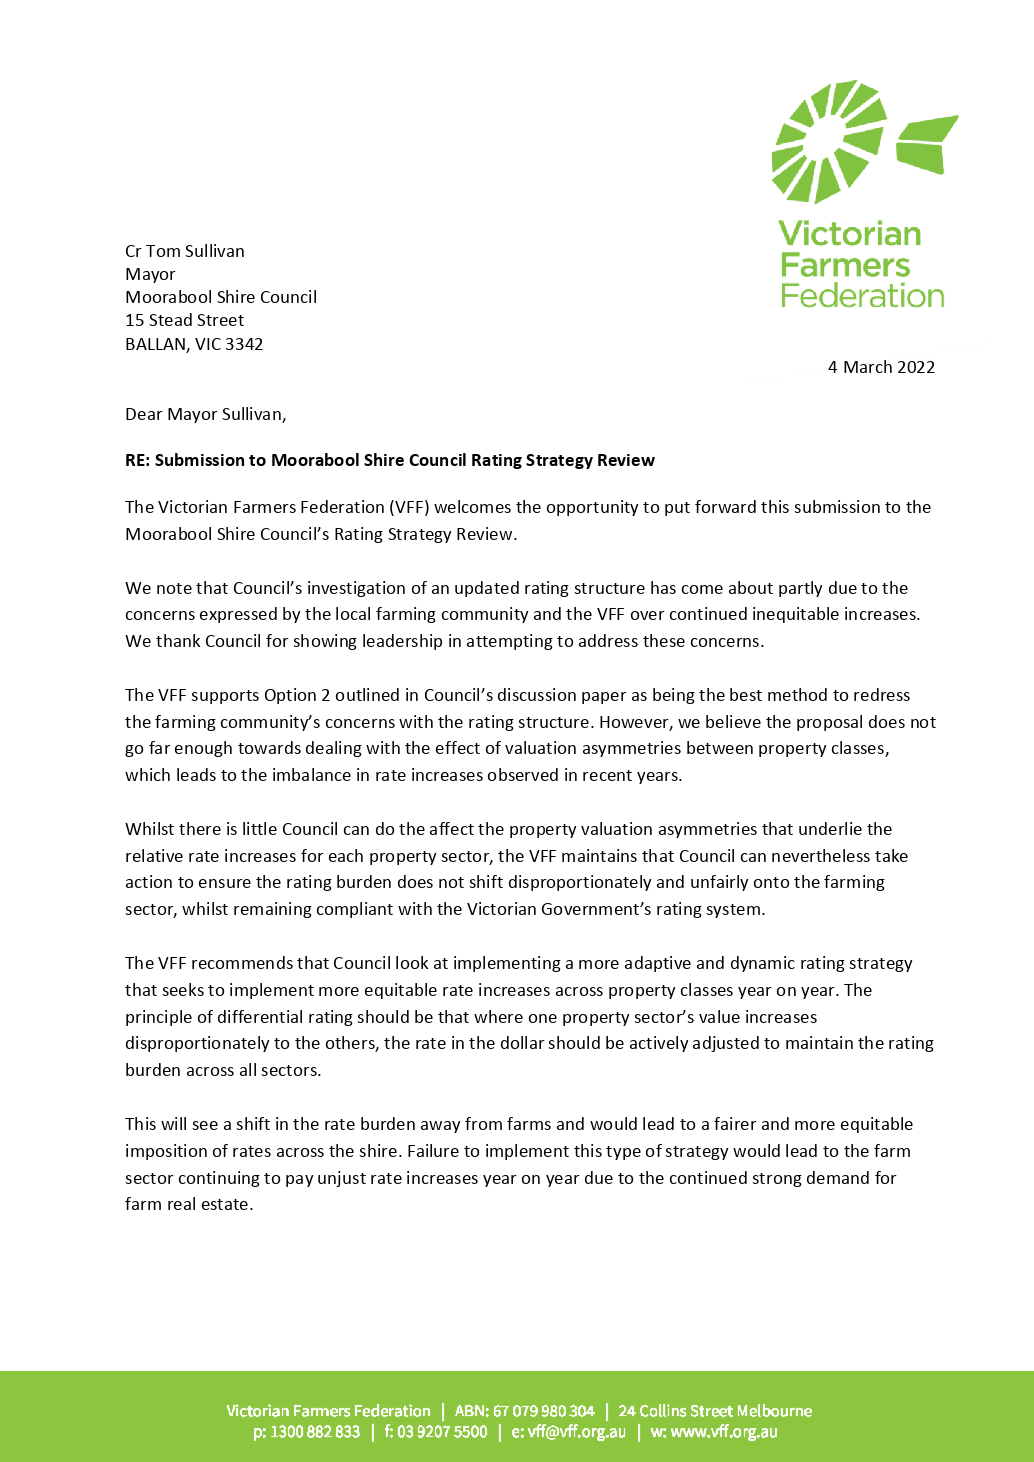 Victorian
Farmers
Federation
Cr Tom Sullivan
Mayor
Moorabool Shire Council
15 Stead Street
BALLAN, VIC 3342
4 March 2022
Dear Mayor Sullivan,
RE: Submission to Moorabool Shire Council Rating Strategy Review
The Victorian Farmers Federation (VFF) welcomes the opportunity to put forward this submission to the
Moorabool Shire Council’s Rating Strategy Review.
We note that Council’s investigation of an updated rating structure has come about partly due to the
concerns expressed by the local farming community and the VFF over continued inequitable increases.
We thank Council for showing leadership in attempting to address these concerns.
The VFF supports Option 2 outlined in Council’s discussion paper as being the best method to redress
the farming community’s concerns with the rating structure. However, we believe the proposal does not
go far enough towards dealing with the effect of valuation asymmetries between property classes,
which leads to the imbalance in rate increases observed in recent years.
Whilst there is little Council can do the affect the property valuation asymmetries that underlie the
relative rate increases for each property sector, the VFF maintains that Council can nevertheless take
action to ensure the rating burden does not shift disproportionately and unfairly onto the farming
sector, whilst remaining compliant with the Victorian Government’s rating system.
The VFF recommends that Council look at implementing a more adaptive and dynamic rating strategy
that seeks to implement more equitable rate increases across property classes year on year. The
principle of differential rating should be that where one property sector’s value increases
disproportionately to the others, the rate in the dollar should be actively adjusted to maintain the rating
burden across all sectors.
This will see a shift in the rate burden away from farms and would lead to a fairer and more equitable
imposition of rates across the shire. Failure to implement this type of strategy would lead to the farm
sector continuing to pay unjust rate increases year on year due to the continued strong demand for
farm real estate.
Victorian Farmers Federation | ABN: 67 079 980 304 | 24 Collins Street Melbourne
p: 1300 882 833 | f: 03 9207 5500 | e: vff@vff.org.au | w: www.vff.org.au